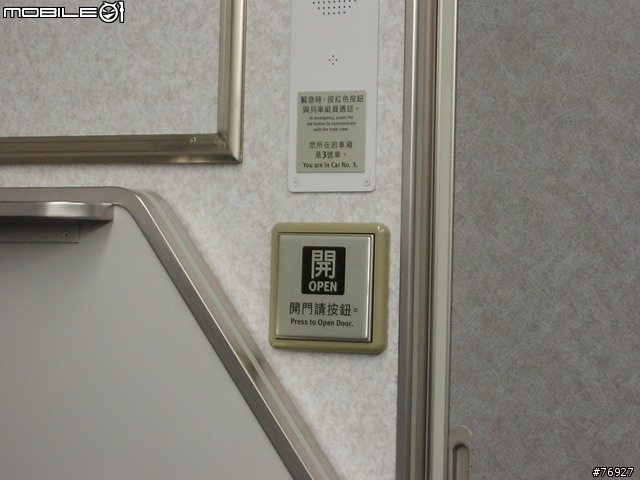 MOBILE01
緊急時，按紅色按鈕
與列車組員通話。
In emergency, press the
red button to communicate
with the train crew.
您所在的車廂
是3號車。
You are in Car No. 3.
開
OPEN
開門請按鈕。
Press to Open Door.
#76927